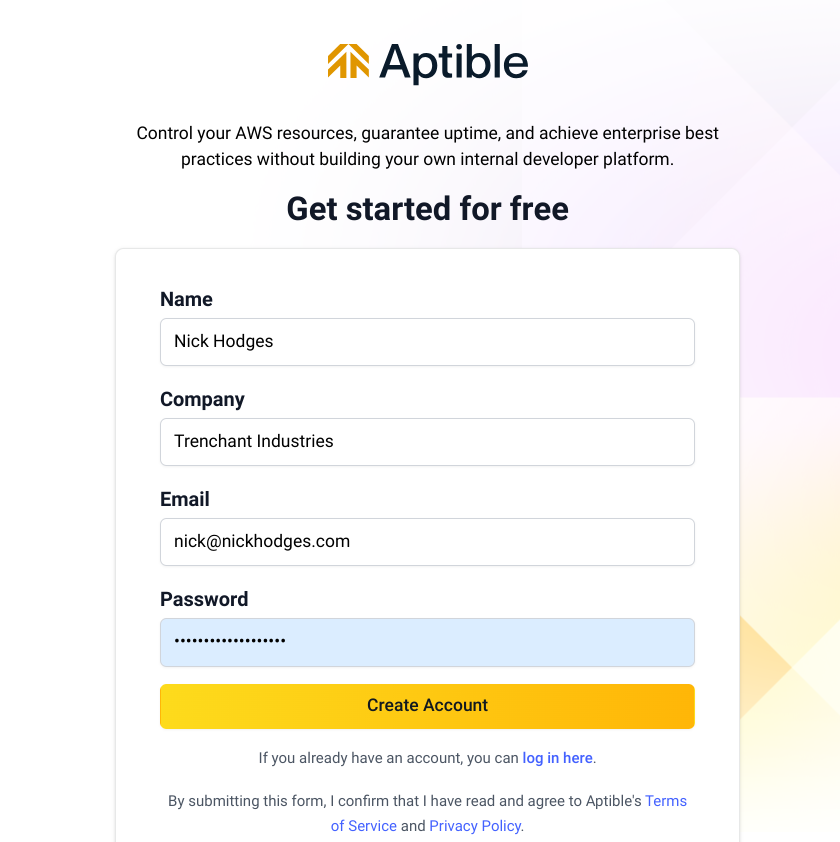 Aptible
Control your AWS resources, guarantee uptime, and achieve enterprise best
practices without building your own internal developer platform.
Get started for free
Name
Nick Hodges
Company
Trenchant Industries
Email
nick@nickhodges.com
Password
•••••••••••••••••••
Create Account
If you already have an account, you can log in here.
By submitting this form, I confirm that I have read and agree to Aptible's Terms
of Service and Privacy Policy.